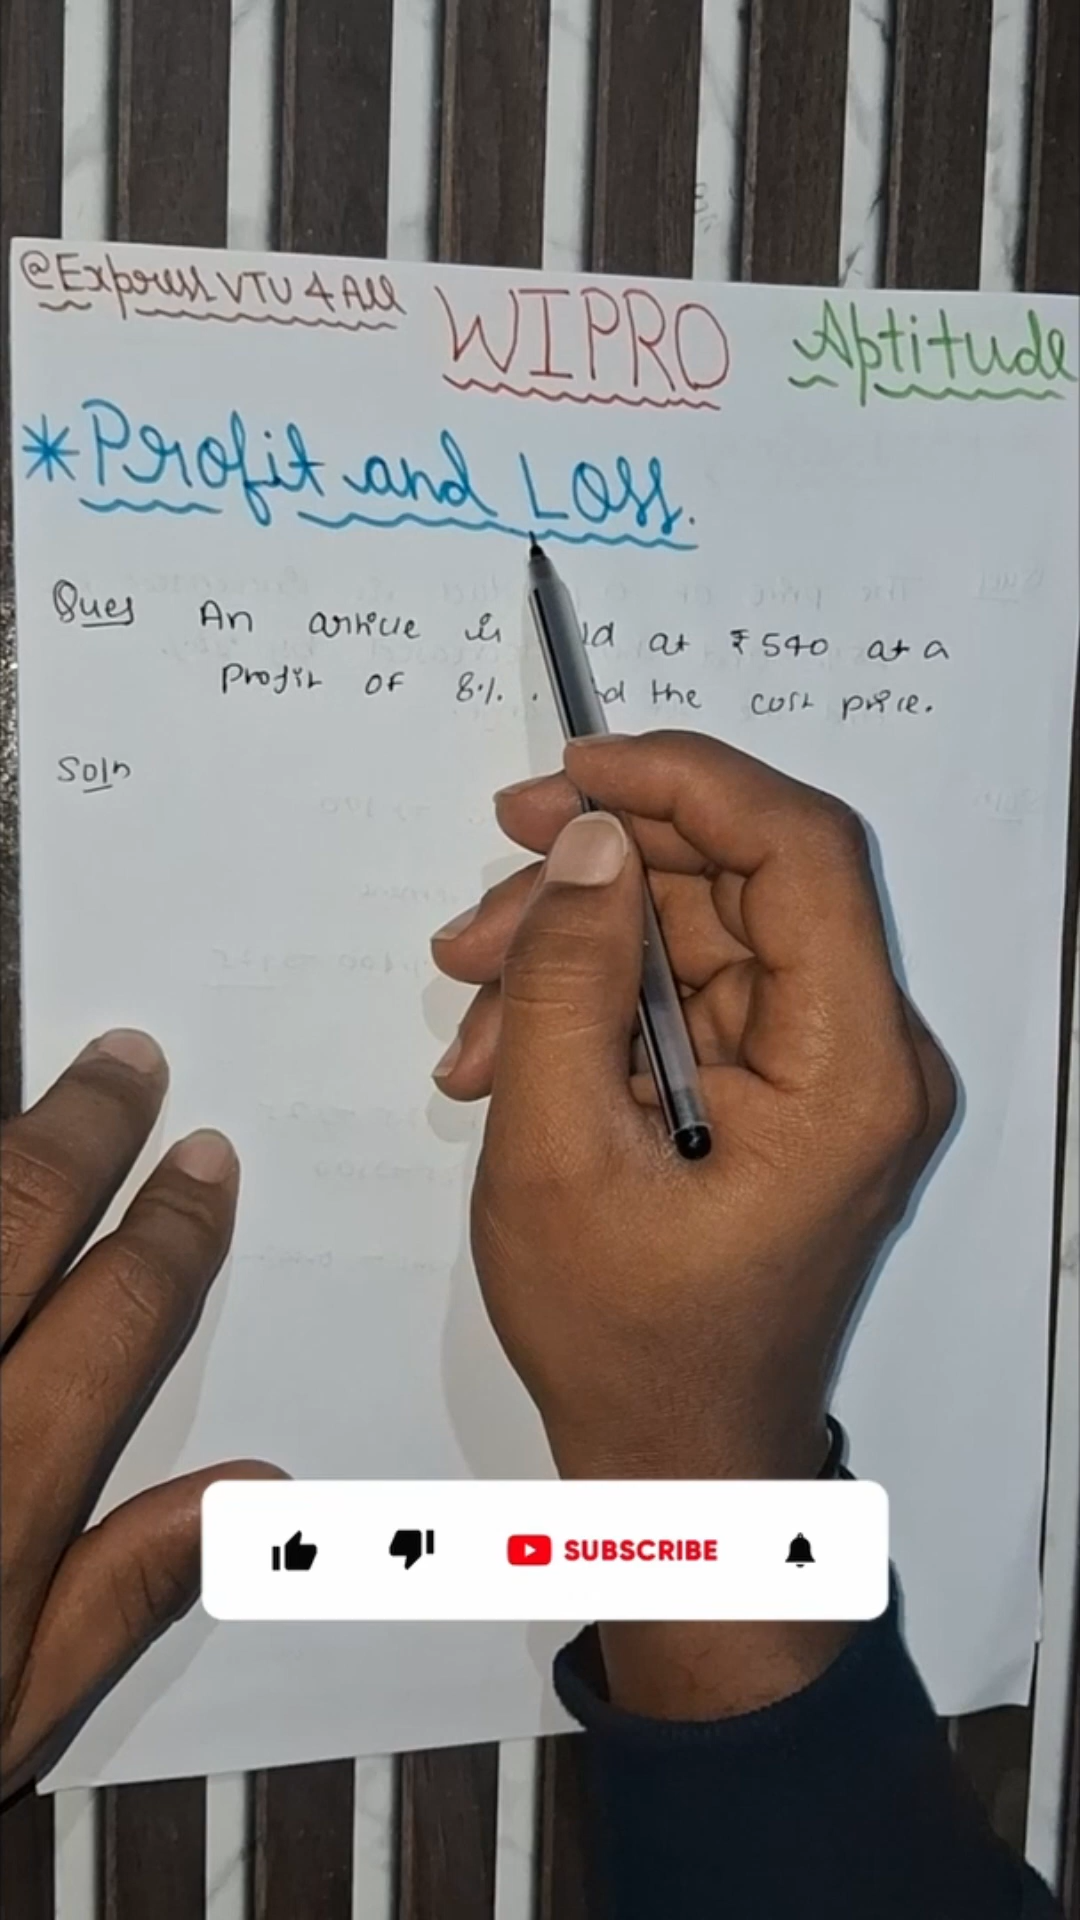 @ExpressVTU4All WIPRO Aptitude
*Profit and Loss.
Ques An article is at ₹540 at a
Profit of 8%. the cost price.
Soln
SUBSCRIBE